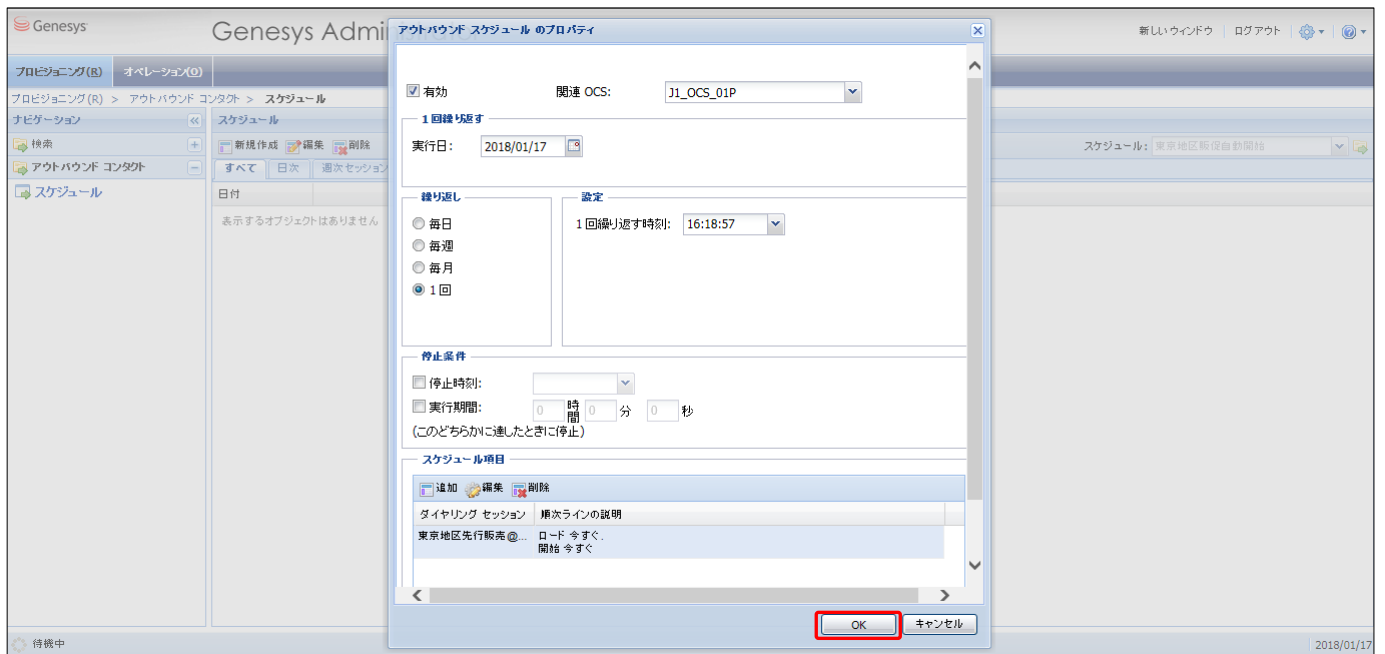 Genesys
Genesys Admi
新しいウィンドウ ログアウト
プロビジョニング(R) オペレーション(O)
プロビジョニング(R) > アウトバウンド コンタクト > スケジュール
ナビゲーション
検索
アウトバウンド コンタクト
スケジュール
スケジュール
新規作成 編集 削除
スケジュール: 東京地区販促自動開始
すべて 日次 週次セッション
日付
表示するオブジェクトはありません
アウトバウンド スケジュール のプロパティ
有効 関連 OCS: J1_OCS_01P
1 回繰り返す
実行日: 2018/01/17
繰り返し
毎日
毎週
毎月
1 回
設定
1 回繰り返す時刻: 16:18:57
停止条件
停止時刻:
実行期間: 0 時間 0 分 0 秒
(このどちらかに達したときに停止)
スケジュール項目
追加 編集 削除
ダイヤリング セッション 順次ラインの説明
東京地区先行販売@... ロード 今すぐ.
開始 今すぐ
OK キャンセル
待機中
2018/01/17